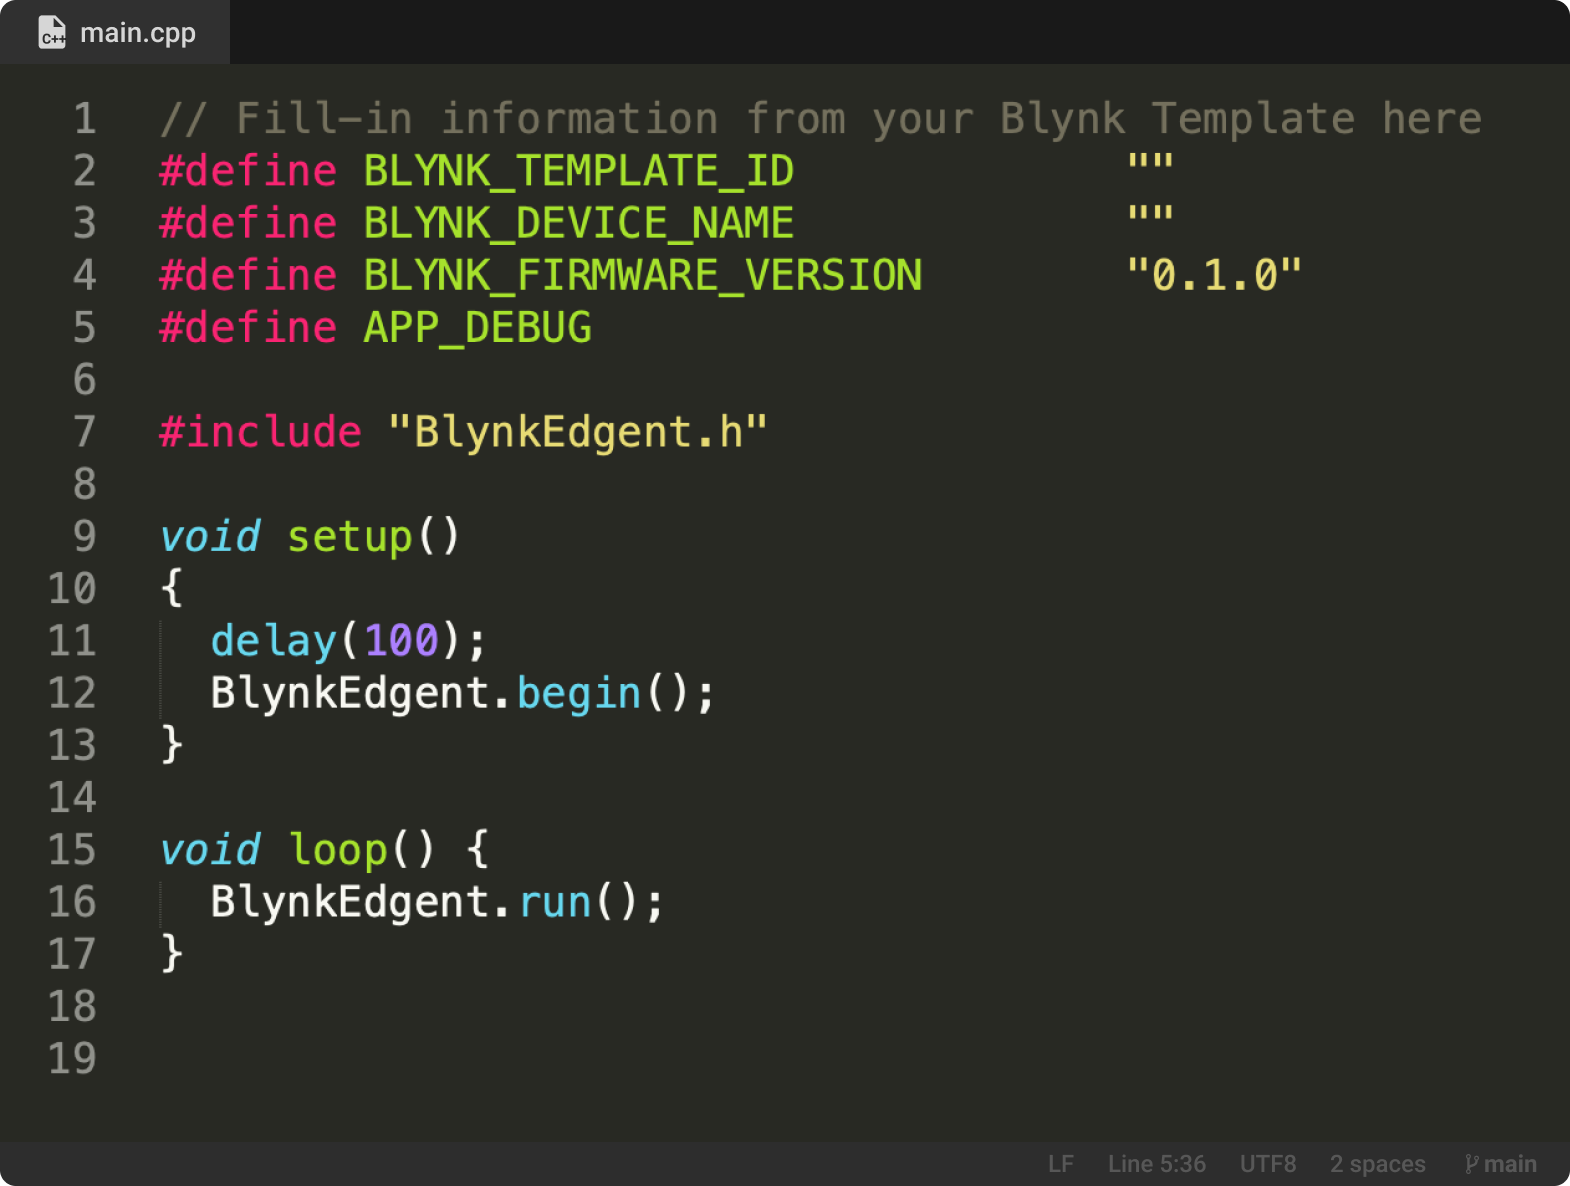 C++ main.cpp
1 // Fill-in information from your Blynk Template here
2 #define BLYNK_TEMPLATE_ID ""
3 #define BLYNK_DEVICE_NAME ""
4 #define BLYNK_FIRMWARE_VERSION "0.1.0"
5 #define APP_DEBUG
6
7 #include "BlynkEdgent.h"
8
9 void setup()
10 {
11 delay(100);
12 BlynkEdgent.begin();
13 }
14
15 void loop() {
16 BlynkEdgent.run();
17 }
18
19
LF Line 5:36 UTF8 2 spaces main